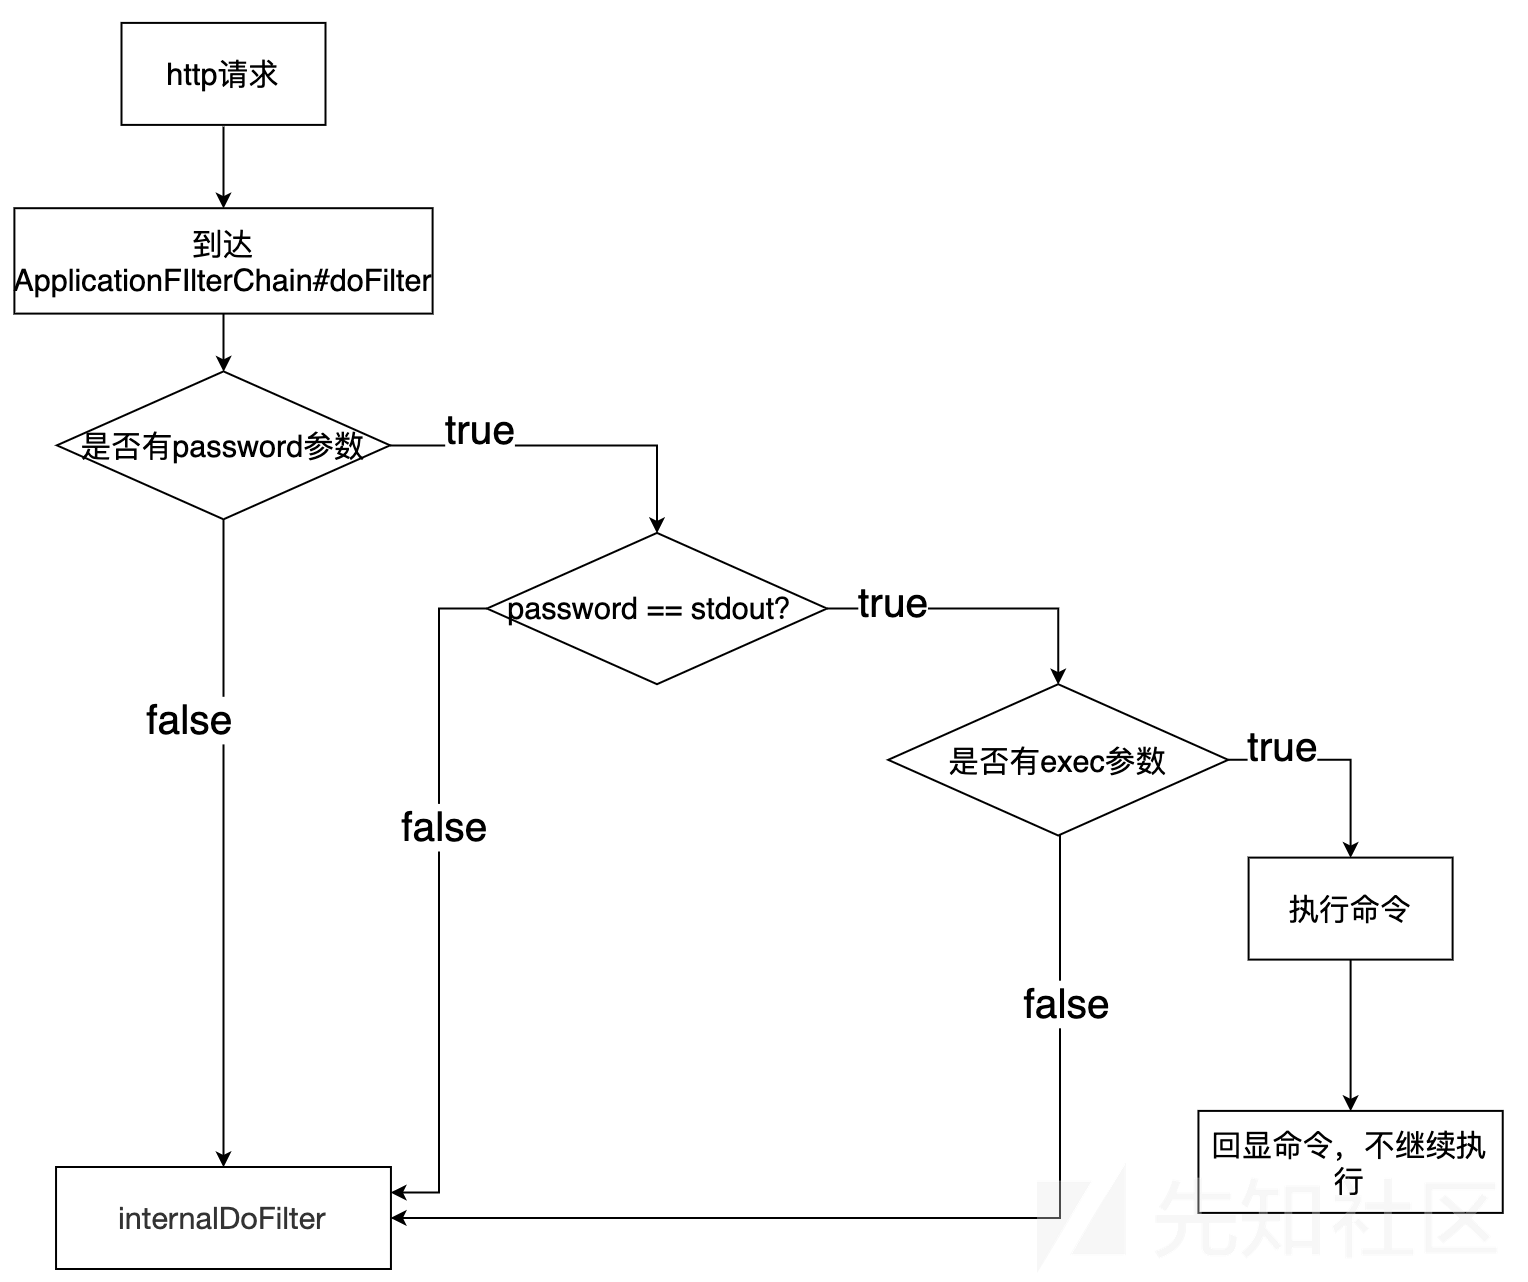 http请求
到达
ApplicationFIlterChain#doFilter
是否有password参数
true
password == stdout?
true
false
是否有exec参数
true
false
执行命令
false
回显命令，不继续执
行
internalDoFilter
先知社区